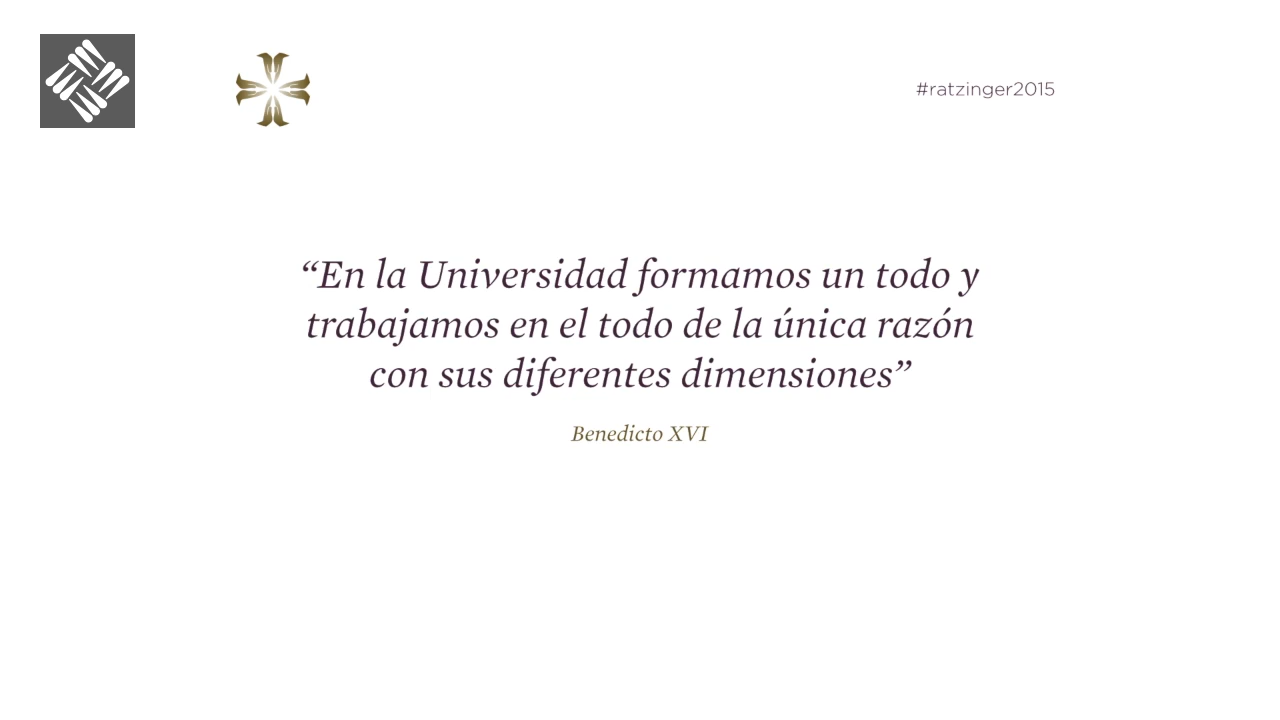 #ratzinger2015
“En la Universidad formamos un todo y
trabajamos en el todo de la única razón
con sus diferentes dimensiones”
Benedicto XVI